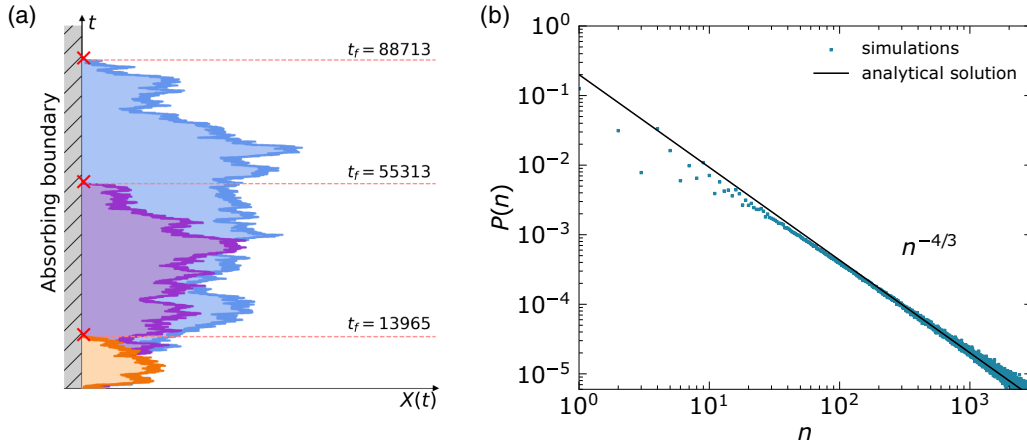 (a)
t
t_f = 88713
t_f = 55313
t_f = 13965
Absorbing boundary
X(t)
(b)
10^0
10^-1
10^-2
10^-3
10^-4
10^-5
P(n)
simulations
analytical solution
n^-4/3
10^0
10^1
10^2
10^3
n